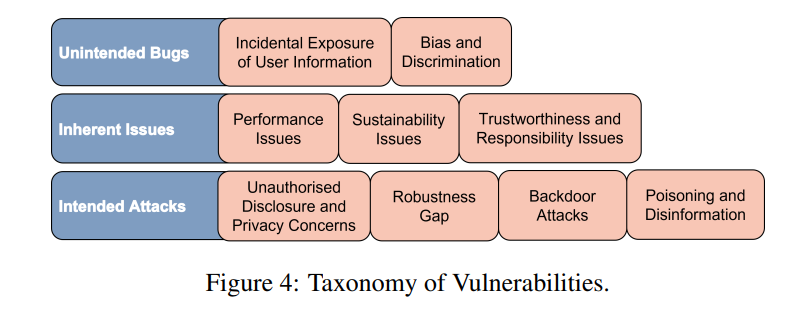 Unintended Bugs
Incidental Exposure
of User Information
Bias and
Discrimination
Inherent Issues
Performance
Issues
Sustainability
Issues
Trustworthiness and
Responsibility Issues
Intended Attacks
Unauthorised
Disclosure and
Privacy Concerns
Robustness
Gap
Backdoor
Attacks
Poisoning and
Disinformation
Figure 4: Taxonomy of Vulnerabilities.